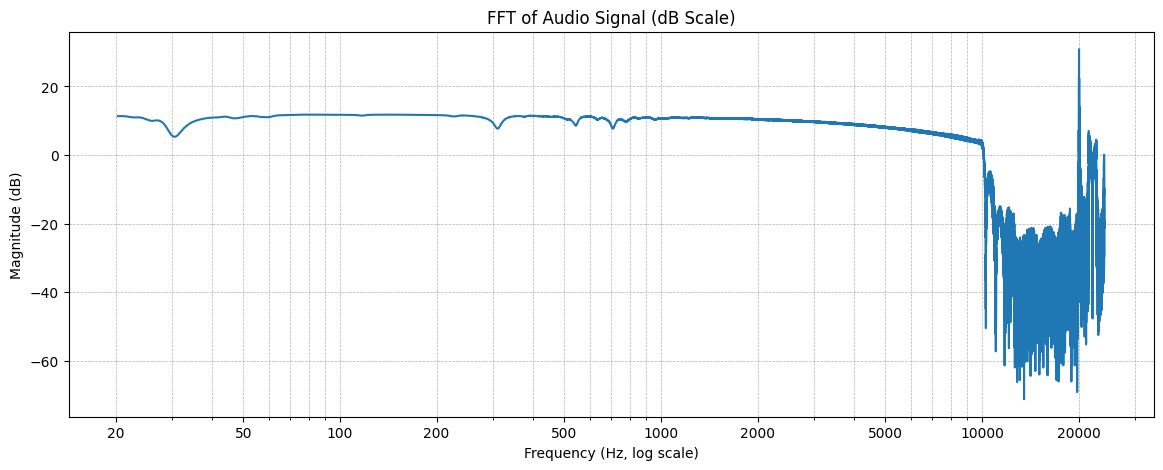 FFT of Audio Signal (dB Scale)
Magnitude (dB)
20
0
−20
−40
−60
20 50 100 200 500 1000 2000 5000 10000 20000
Frequency (Hz, log scale)